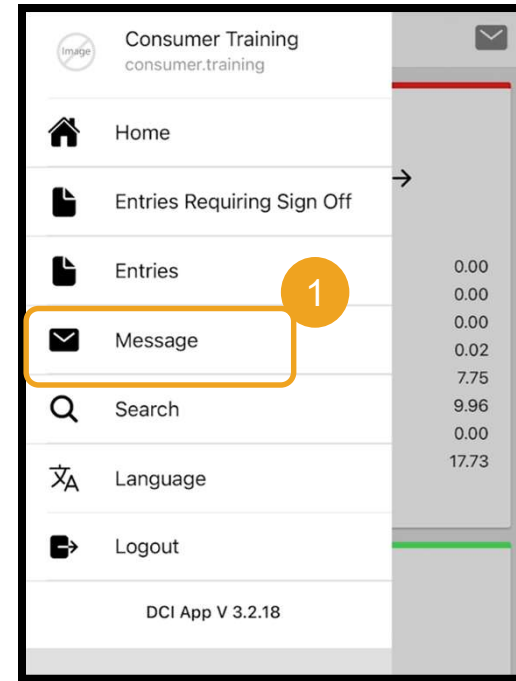 Image
Consumer Training
consumer.training
Home
Entries Requiring Sign Off
Entries
1
Message
Search
Language
Logout
DCI App V 3.2.18
0.00
0.00
0.00
0.02
7.75
9.96
0.00
17.73